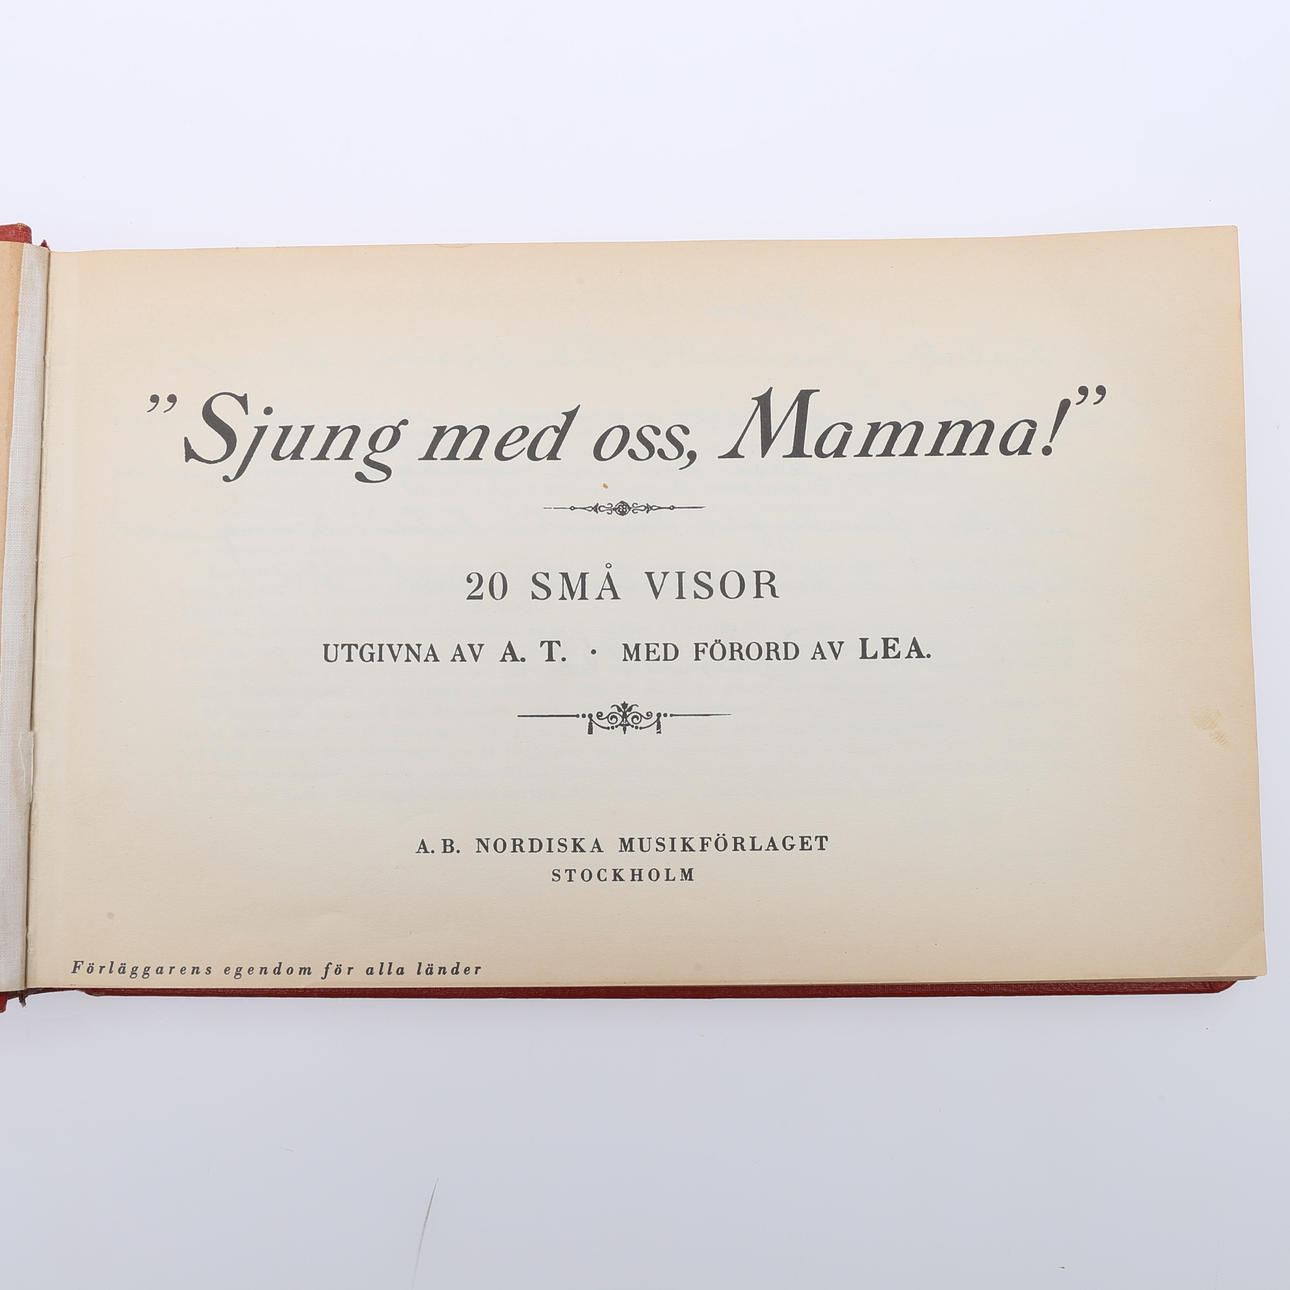 ”Sjung med oss, Mamma!”
20 SMÅ VISOR
UTGIVNA AV A. T. · MED FÖRORD AV LEA.
A. B. NORDISKA MUSIKFÖRLAGET
STOCKHOLM
Förläggarens egendom för alla länder